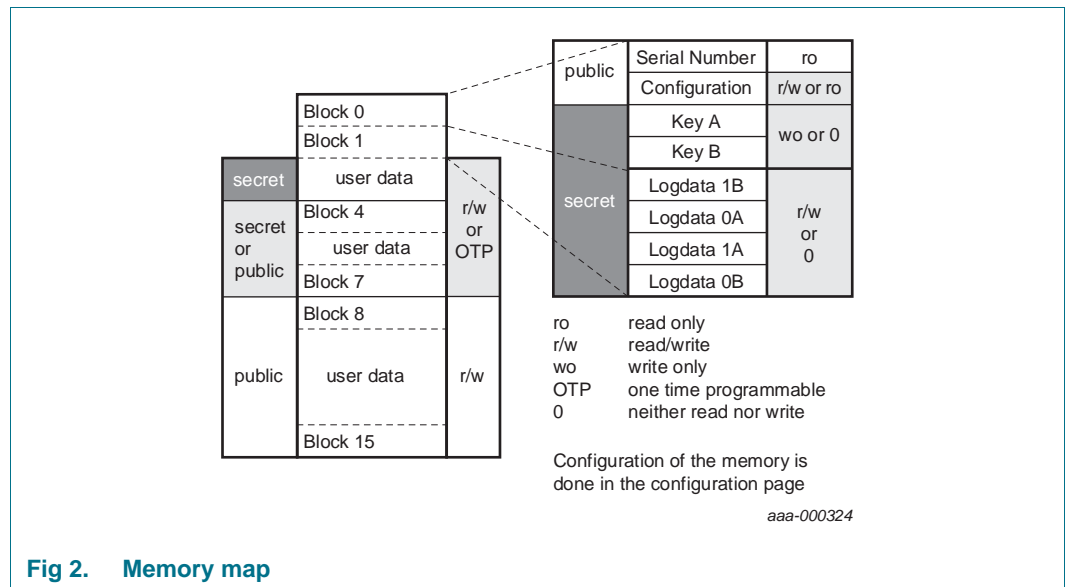 Block 0
Block 1
secret
user data
r/w
or
OTP
secret
or
public
Block 4
user data
Block 7
public
Block 8
user data
Block 15
r/w
public
Serial Number
ro
Configuration
r/w or ro
secret
Key A
Key B
wo or 0
Logdata 1B
Logdata 0A
Logdata 1A
Logdata 0B
r/w
or
0
ro read only
r/w read/write
wo write only
OTP one time programmable
0 neither read nor write
Configuration of the memory is
done in the configuration page
aaa-000324
Fig 2. Memory map